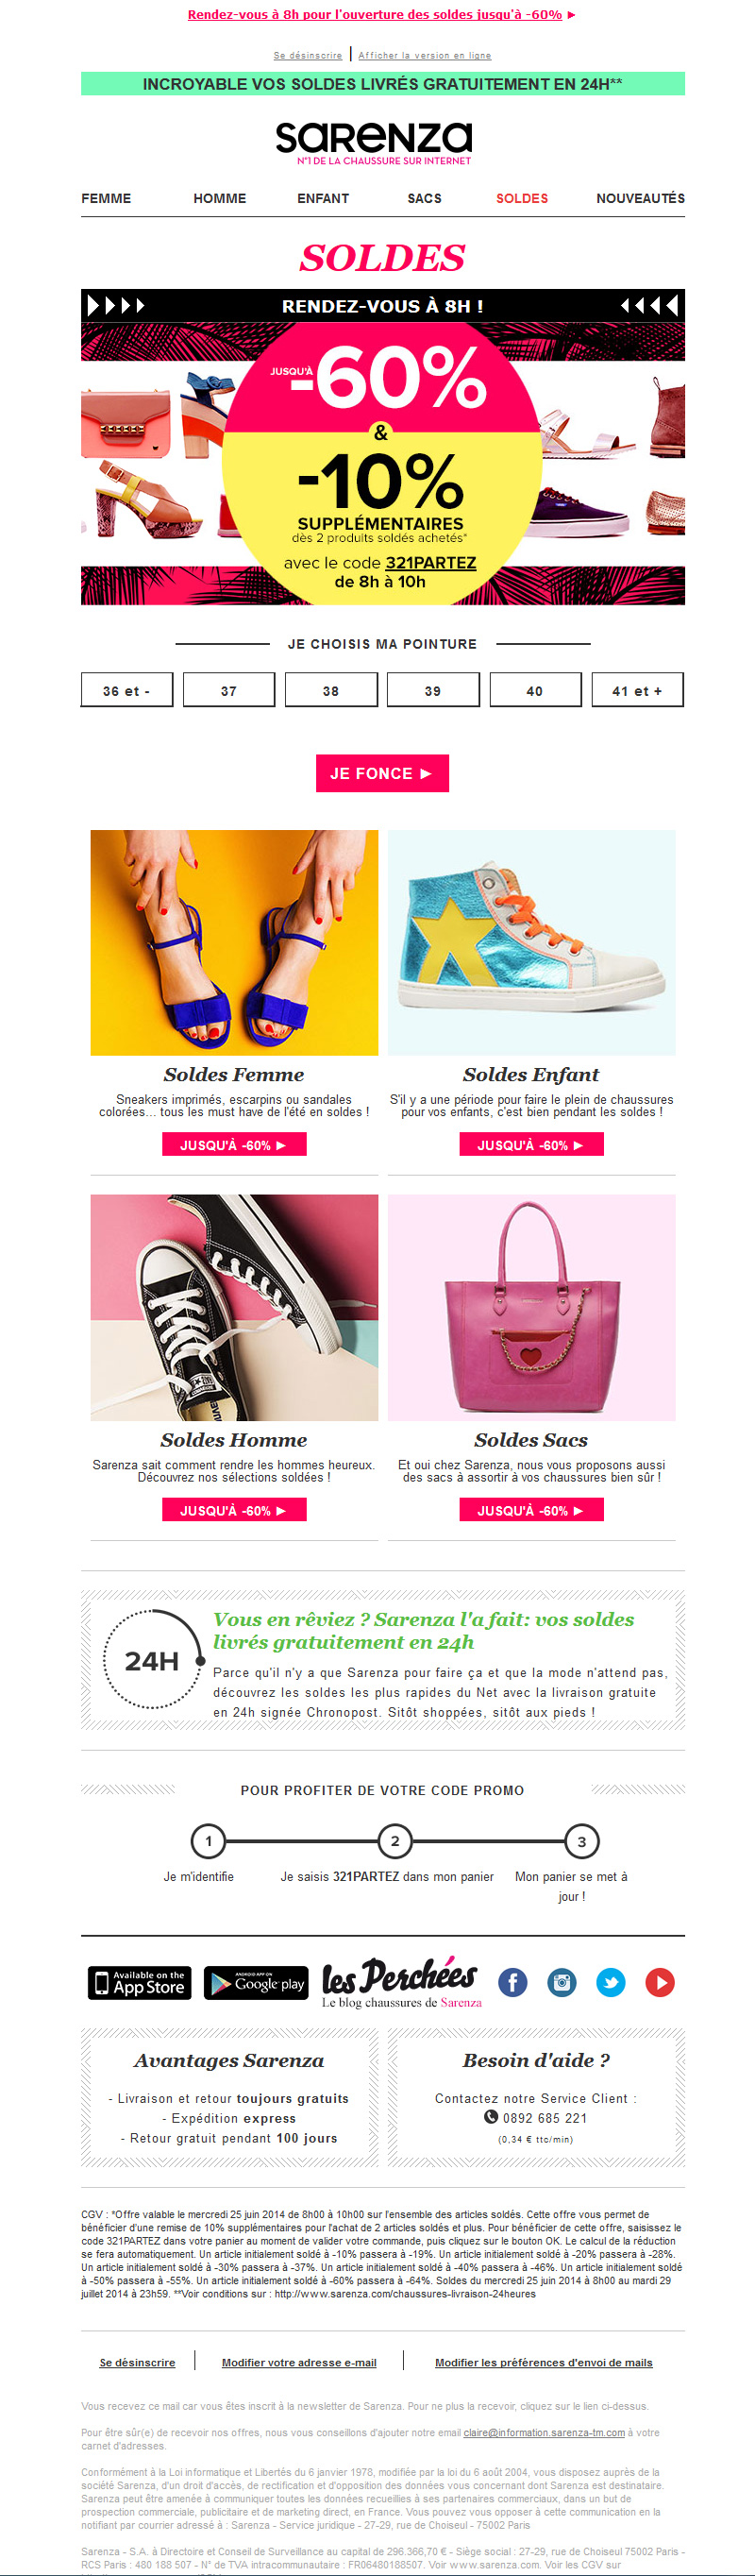 Rendez-vous à 8h pour l'ouverture des soldes jusqu'à -60% ►
Se désinscrire | Afficher la version en ligne
INCROYABLE VOS SOLDES LIVRÉS GRATUITEMENT EN 24H**
sarenza
N°1 DE LA CHAUSSURE SUR INTERNET
FEMME HOMME ENFANT SACS SOLDES NOUVEAUTÉS
SOLDES
RENDEZ-VOUS À 8H !
JUSQU'À -60%
&
-10%
SUPPLÉMENTAIRES
dès 2 produits soldés achetés*
avec le code 321PARTEZ
de 8h à 10h
JE CHOISIS MA POINTURE
36 et - 37 38 39 40 41 et +
JE FONCE ►
Soldes Femme
Sneakers imprimés, escarpins ou sandales
colorées... tous les must have de l'été en soldes !
JUSQU'À -60% ►
Soldes Enfant
S'il y a une période pour faire le plein de chaussures
pour vos enfants, c'est bien pendant les soldes !
JUSQU'À -60% ►
Soldes Homme
Sarenza sait comment rendre les hommes heureux.
Découvrez nos sélections soldées !
JUSQU'À -60% ►
Soldes Sacs
Et oui chez Sarenza, nous vous proposons aussi
des sacs à assortir à vos chaussures bien sûr !
JUSQU'À -60% ►
24H
Vous en rêviez ? Sarenza l'a fait: vos soldes
livrés gratuitement en 24h
Parce qu'il n'y a que Sarenza pour faire ça et que la mode n'attend pas,
découvrez les soldes les plus rapides du Net avec la livraison gratuite
en 24h signée Chronopost. Sitôt shoppées, sitôt aux pieds !
POUR PROFITER DE VOTRE CODE PROMO
1 2 3
Je m'identifie
Je saisis 321PARTEZ dans mon panier
Mon panier se met à
jour !
Available on the
App Store
ANDROID APP ON
Google play
les Perchées
Le blog chaussures de Sarenza
Avantages Sarenza
- Livraison et retour toujours gratuits
- Expédition express
- Retour gratuit pendant 100 jours
Besoin d'aide ?
Contactez notre Service Client :
0892 685 221
(0,34 € ttc/min)
CGV : *Offre valable le mercredi 25 juin 2014 de 8h00 à 10h00 sur l'ensemble des articles soldés. Cette offre vous permet de
bénéficier d'une remise de 10% supplémentaires pour l'achat de 2 articles soldés et plus. Pour bénéficier de cette offre, saisissez le
code 321PARTEZ dans votre panier au moment de valider votre commande, puis cliquez sur le bouton OK. Le calcul de la réduction
se fera automatiquement. Un article initialement soldé à -10% passera à -19%. Un article initialement soldé à -20% passera à -28%.
Un article initialement soldé à -30% passera à -37%. Un article initialement soldé à -40% passera à -46%. Un article initialement soldé
à -50% passera à -55%. Un article initialement soldé à -60% passera à -64%. Soldes du mercredi 25 juin 2014 à 8h00 au mardi 29
juillet 2014 à 23h59. **Voir conditions sur : http://www.sarenza.com/chaussures-livraison-24heures
Se désinscrire | Modifier votre adresse e-mail | Modifier les préférences d'envoi de mails
Vous recevez ce mail car vous êtes inscrit à la newsletter de Sarenza. Pour ne plus la recevoir, cliquez sur le lien ci-dessus.
Pour être sûr(e) de recevoir nos offres, nous vous conseillons d'ajouter notre email claire@information.sarenza-tm.com à votre
carnet d'adresses.
Conformément à la Loi informatique et Libertés du 6 janvier 1978, modifiée par la loi du 6 août 2004, vous disposez auprès de la
société Sarenza, d'un droit d'accès, de rectification et d'opposition des données vous concernant dont Sarenza est destinataire.
Sarenza peut être amenée à communiquer toutes les données recueillies à ses partenaires commerciaux, dans un but de
prospection commerciale, publicitaire et de marketing direct, en France. Vous pouvez vous opposer à cette communication en la
notifiant par courrier adressé à : Sarenza - Service juridique - 27-29, rue de Choiseul - 75002 Paris
Sarenza - S.A. à Directoire et Conseil de Surveillance au capital de 296.366,70 € - Siège social : 27-29, rue de Choiseul 75002 Paris -
RCS Paris : 480 188 507 - N° de TVA intracommunautaire : FR06480188507. Voir www.sarenza.com. Voir les CGV sur